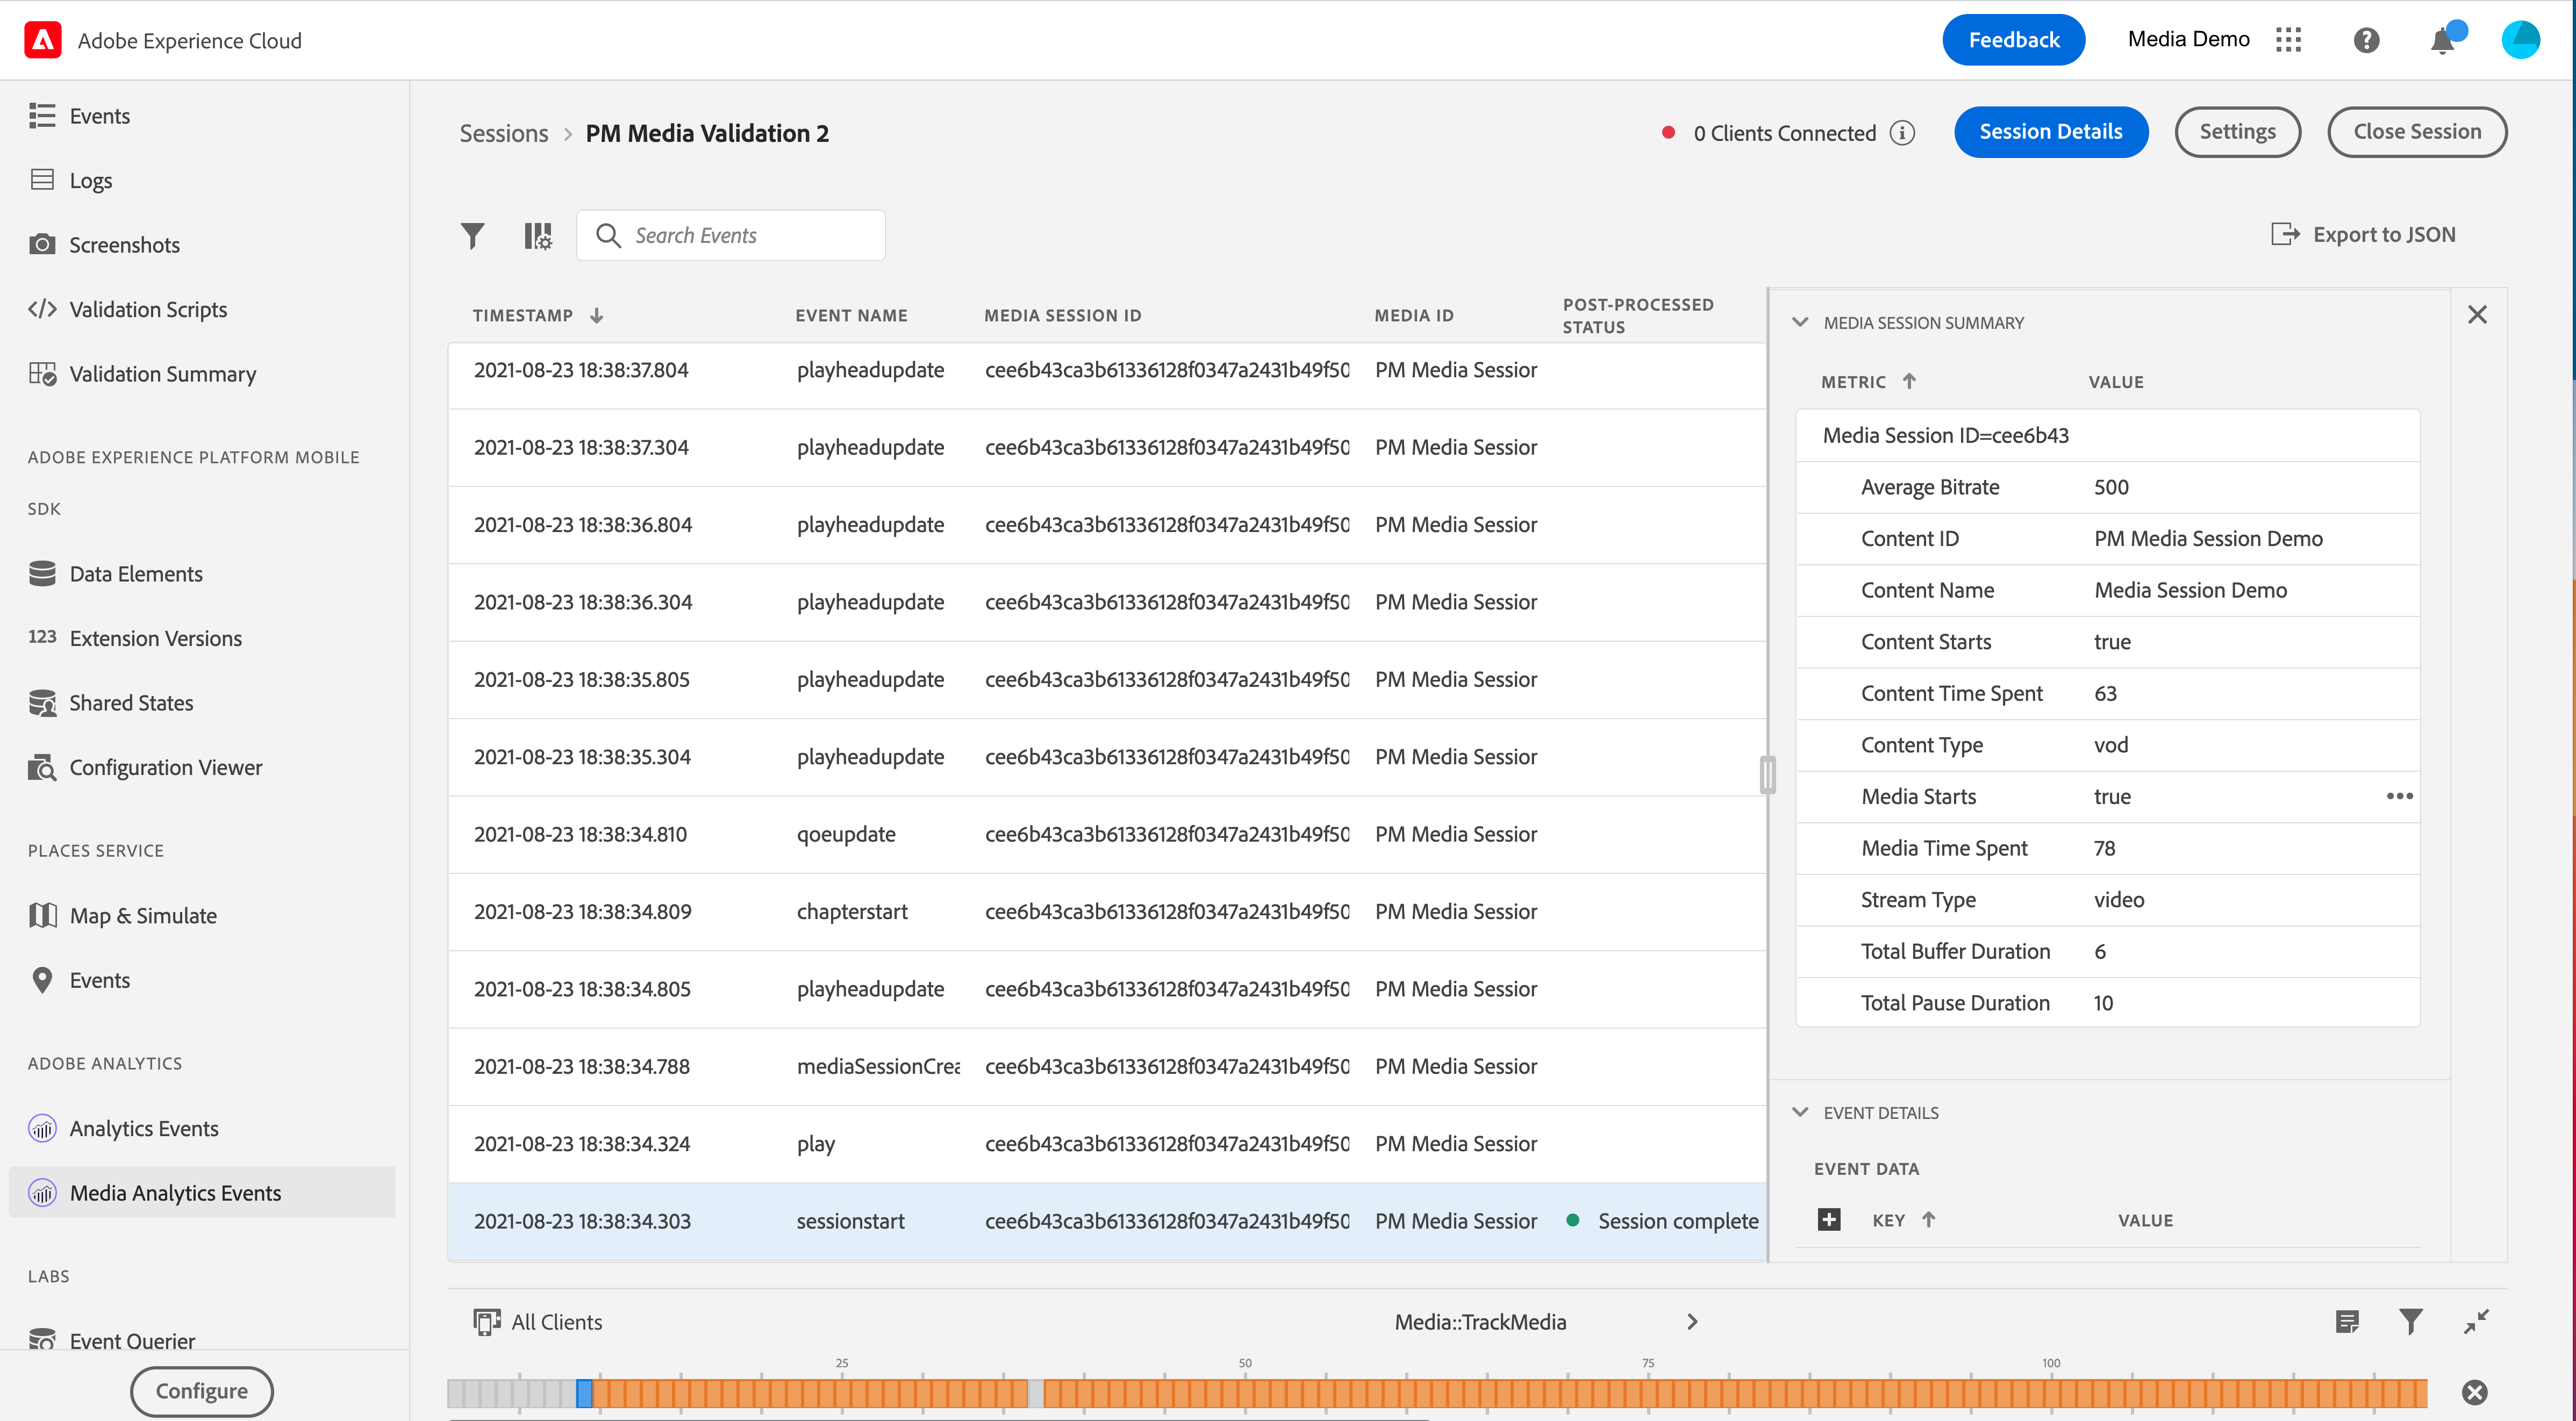 Adobe Experience Cloud
Feedback
Media Demo
Events
Logs
Screenshots
Validation Scripts
Validation Summary
ADOBE EXPERIENCE PLATFORM MOBILE
SDK
Data Elements
123 Extension Versions
Shared States
Configuration Viewer
PLACES SERVICE
Map & Simulate
Events
ADOBE ANALYTICS
Analytics Events
Media Analytics Events
LABS
Event Querier
Configure
Sessions > PM Media Validation 2
0 Clients Connected
Session Details
Settings
Close Session
Search Events
Export to JSON
TIMESTAMP EVENT NAME MEDIA SESSION ID MEDIA ID POST-PROCESSED STATUS
2021-08-23 18:38:37.804 playheadupdate cee6b43ca3b61336128f0347a2431b49f50 PM Media Session
2021-08-23 18:38:37.304 playheadupdate cee6b43ca3b61336128f0347a2431b49f50 PM Media Session
2021-08-23 18:38:36.804 playheadupdate cee6b43ca3b61336128f0347a2431b49f50 PM Media Session
2021-08-23 18:38:36.304 playheadupdate cee6b43ca3b61336128f0347a2431b49f50 PM Media Session
2021-08-23 18:38:35.805 playheadupdate cee6b43ca3b61336128f0347a2431b49f50 PM Media Session
2021-08-23 18:38:35.304 playheadupdate cee6b43ca3b61336128f0347a2431b49f50 PM Media Session
2021-08-23 18:38:34.810 qoeupdate cee6b43ca3b61336128f0347a2431b49f50 PM Media Session
2021-08-23 18:38:34.809 chapterstart cee6b43ca3b61336128f0347a2431b49f50 PM Media Session
2021-08-23 18:38:34.805 playheadupdate cee6b43ca3b61336128f0347a2431b49f50 PM Media Session
2021-08-23 18:38:34.788 mediaSessionCrea cee6b43ca3b61336128f0347a2431b49f50 PM Media Session
2021-08-23 18:38:34.324 play cee6b43ca3b61336128f0347a2431b49f50 PM Media Session
2021-08-23 18:38:34.303 sessionstart cee6b43ca3b61336128f0347a2431b49f50 PM Media Session Session complete
MEDIA SESSION SUMMARY
METRIC VALUE
Media Session ID=cee6b43
Average Bitrate 500
Content ID PM Media Session Demo
Content Name Media Session Demo
Content Starts true
Content Time Spent 63
Content Type vod
Media Starts true
Media Time Spent 78
Stream Type video
Total Buffer Duration 6
Total Pause Duration 10
EVENT DETAILS
EVENT DATA
KEY VALUE
All Clients
Media::TrackMedia
25 50 75 100